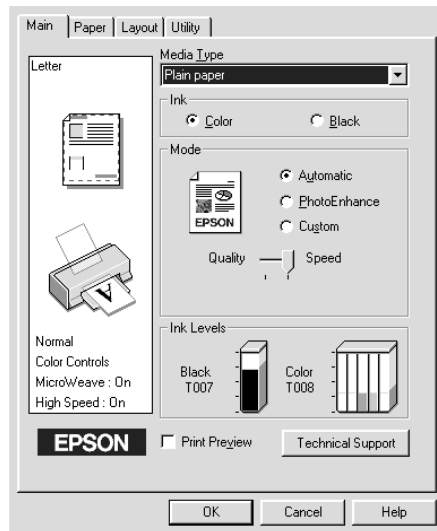 Main Paper Layout Utility
Letter
Media Type
Plain paper
Ink
Color Black
Mode
EPSON
Automatic
PhotoEnhance
Custom
Quality Speed
A
Normal
Color Controls
MicroWeave : On
High Speed : On
Ink Levels
Black
T007
Color
T008
EPSON
Print Preview
Technical Support
OK Cancel Help